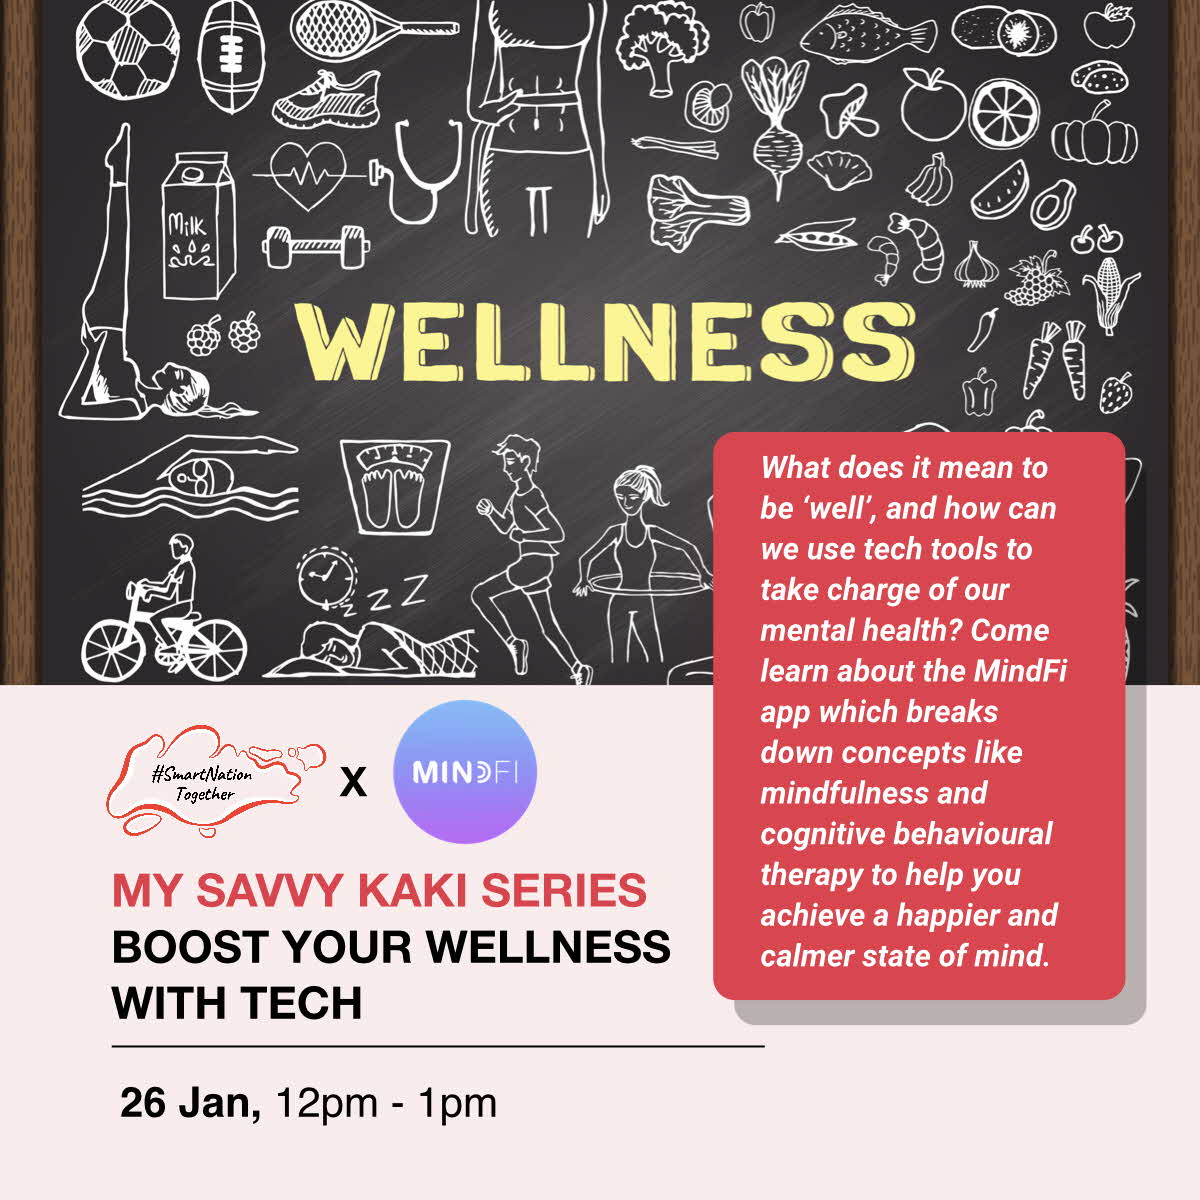 Milk
WELLNESS
z z Z
What does it mean to
be ‘well’, and how can
we use tech tools to
take charge of our
mental health? Come
learn about the MindFi
app which breaks
down concepts like
mindfulness and
cognitive behavioural
therapy to help you
achieve a happier and
calmer state of mind.
#SmartNation
Together
X
MINDFI
MY SAVVY KAKI SERIES
BOOST YOUR WELLNESS
WITH TECH
26 Jan, 12pm - 1pm